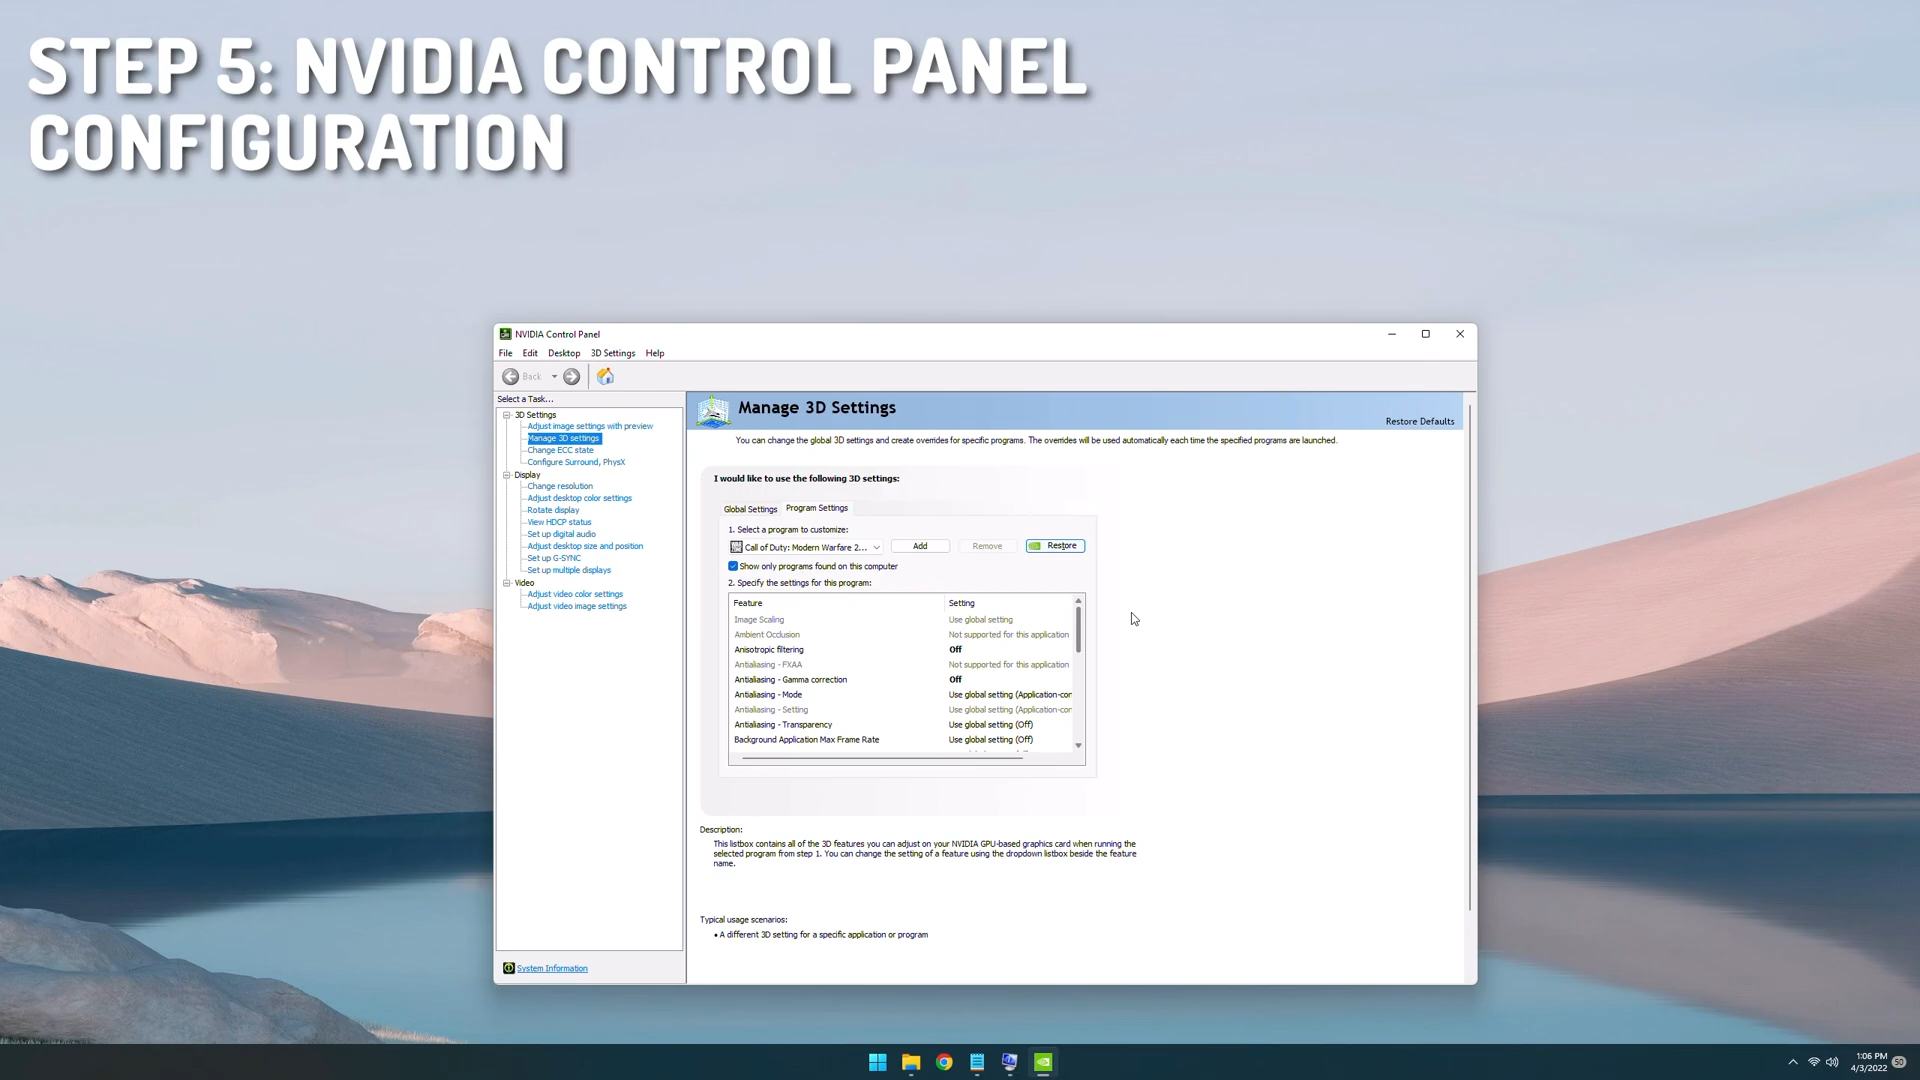 STEP 5: NVIDIA CONTROL PANEL
CONFIGURATION
NVIDIA Control Panel
File Edit Desktop 3D Settings Help
Back
Select a Task...
3D Settings
Adjust image settings with preview
Manage 3D settings
Change ECC state
Configure Surround, PhysX
Display
Change resolution
Adjust desktop color settings
Rotate display
View HDCP status
Set up digital audio
Adjust desktop size and position
Set up G-SYNC
Set up multiple displays
Video
Adjust video color settings
Adjust video image settings
System Information
Manage 3D Settings
Restore Defaults
You can change the global 3D settings and create overrides for specific programs. The overrides will be used automatically each time the specified programs are launched.
I would like to use the following 3D settings:
Global Settings Program Settings
1. Select a program to customize:
Call of Duty: Modern Warfare 2... Add Remove Restore
Show only programs found on this computer
2. Specify the settings for this program:
Feature Setting
Image Scaling Use global setting
Ambient Occlusion Not supported for this application
Anisotropic filtering Off
Antialiasing - FXAA Not supported for this application
Antialiasing - Gamma correction Off
Antialiasing - Mode Use global setting (Application-con
Antialiasing - Setting Use global setting (Application-con
Antialiasing - Transparency Use global setting (Off)
Background Application Max Frame Rate Use global setting (Off)
Description:
This listbox contains all of the 3D features you can adjust on your NVIDIA GPU-based graphics card when running the
selected program from step 1. You can change the setting of a feature using the dropdown listbox beside the feature
name.
Typical usage scenarios:
• A different 3D setting for a specific application or program
1:06 PM
4/3/2022
50